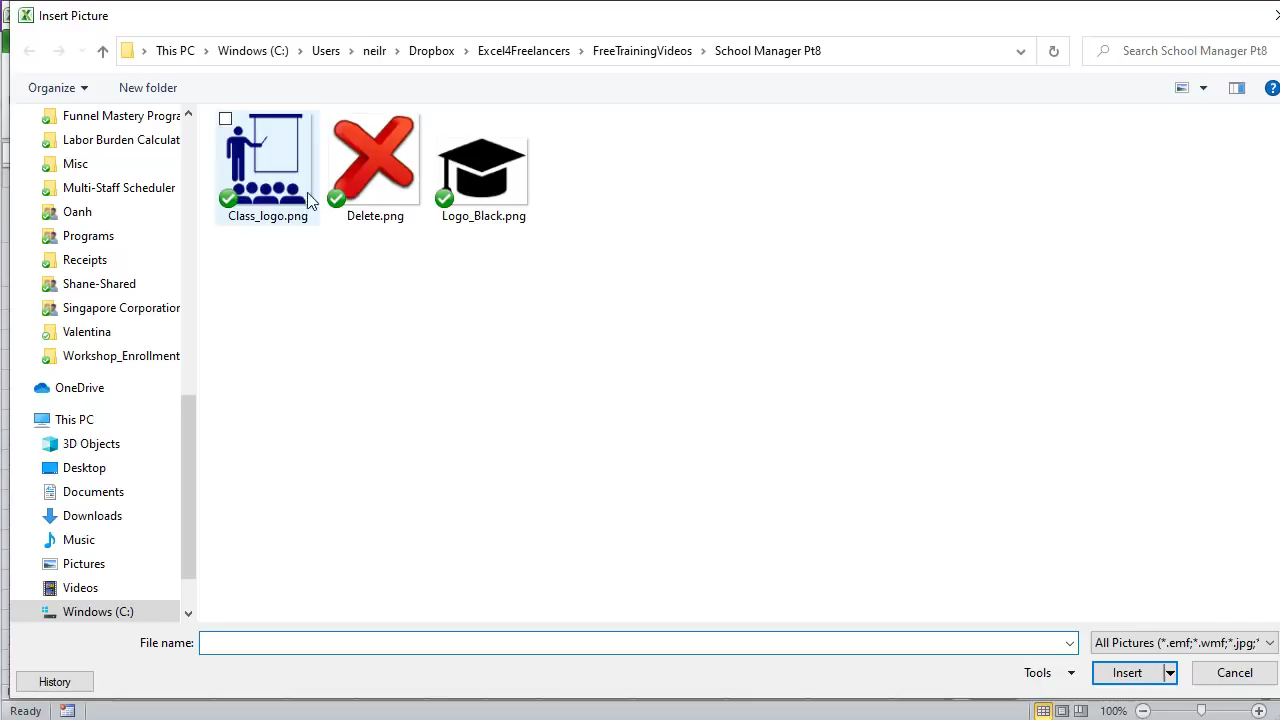 Insert Picture
This PC > Windows (C:) > Users > neilr > Dropbox > Excel4Freelancers > FreeTrainingVideos > School Manager Pt8
Search School Manager Pt8
Organize
New folder
Funnel Mastery Progra
Labor Burden Calculat
Misc
Multi-Staff Scheduler
Oanh
Programs
Receipts
Shane-Shared
Singapore Corporation
Valentina
Workshop_Enrollment
OneDrive
This PC
3D Objects
Desktop
Documents
Downloads
Music
Pictures
Videos
Windows (C:)
Class_logo.png
Delete.png
Logo_Black.png
File name:
All Pictures (*.emf;*.wmf;*.jpg;*
Tools
Insert
Cancel
History
Ready
100%